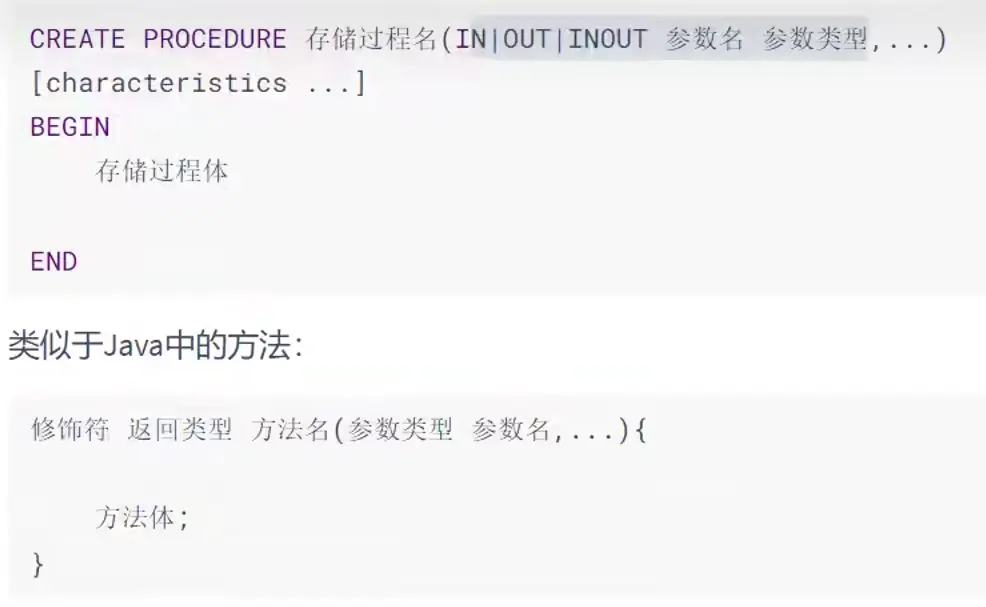 CREATE PROCEDURE 存储过程名(IN|OUT|INOUT 参数名 参数类型,...)
[characteristics ...]
BEGIN
存储过程体
END
类似于Java中的方法：
修饰符 返回类型 方法名(参数类型 参数名,...){
方法体;
}